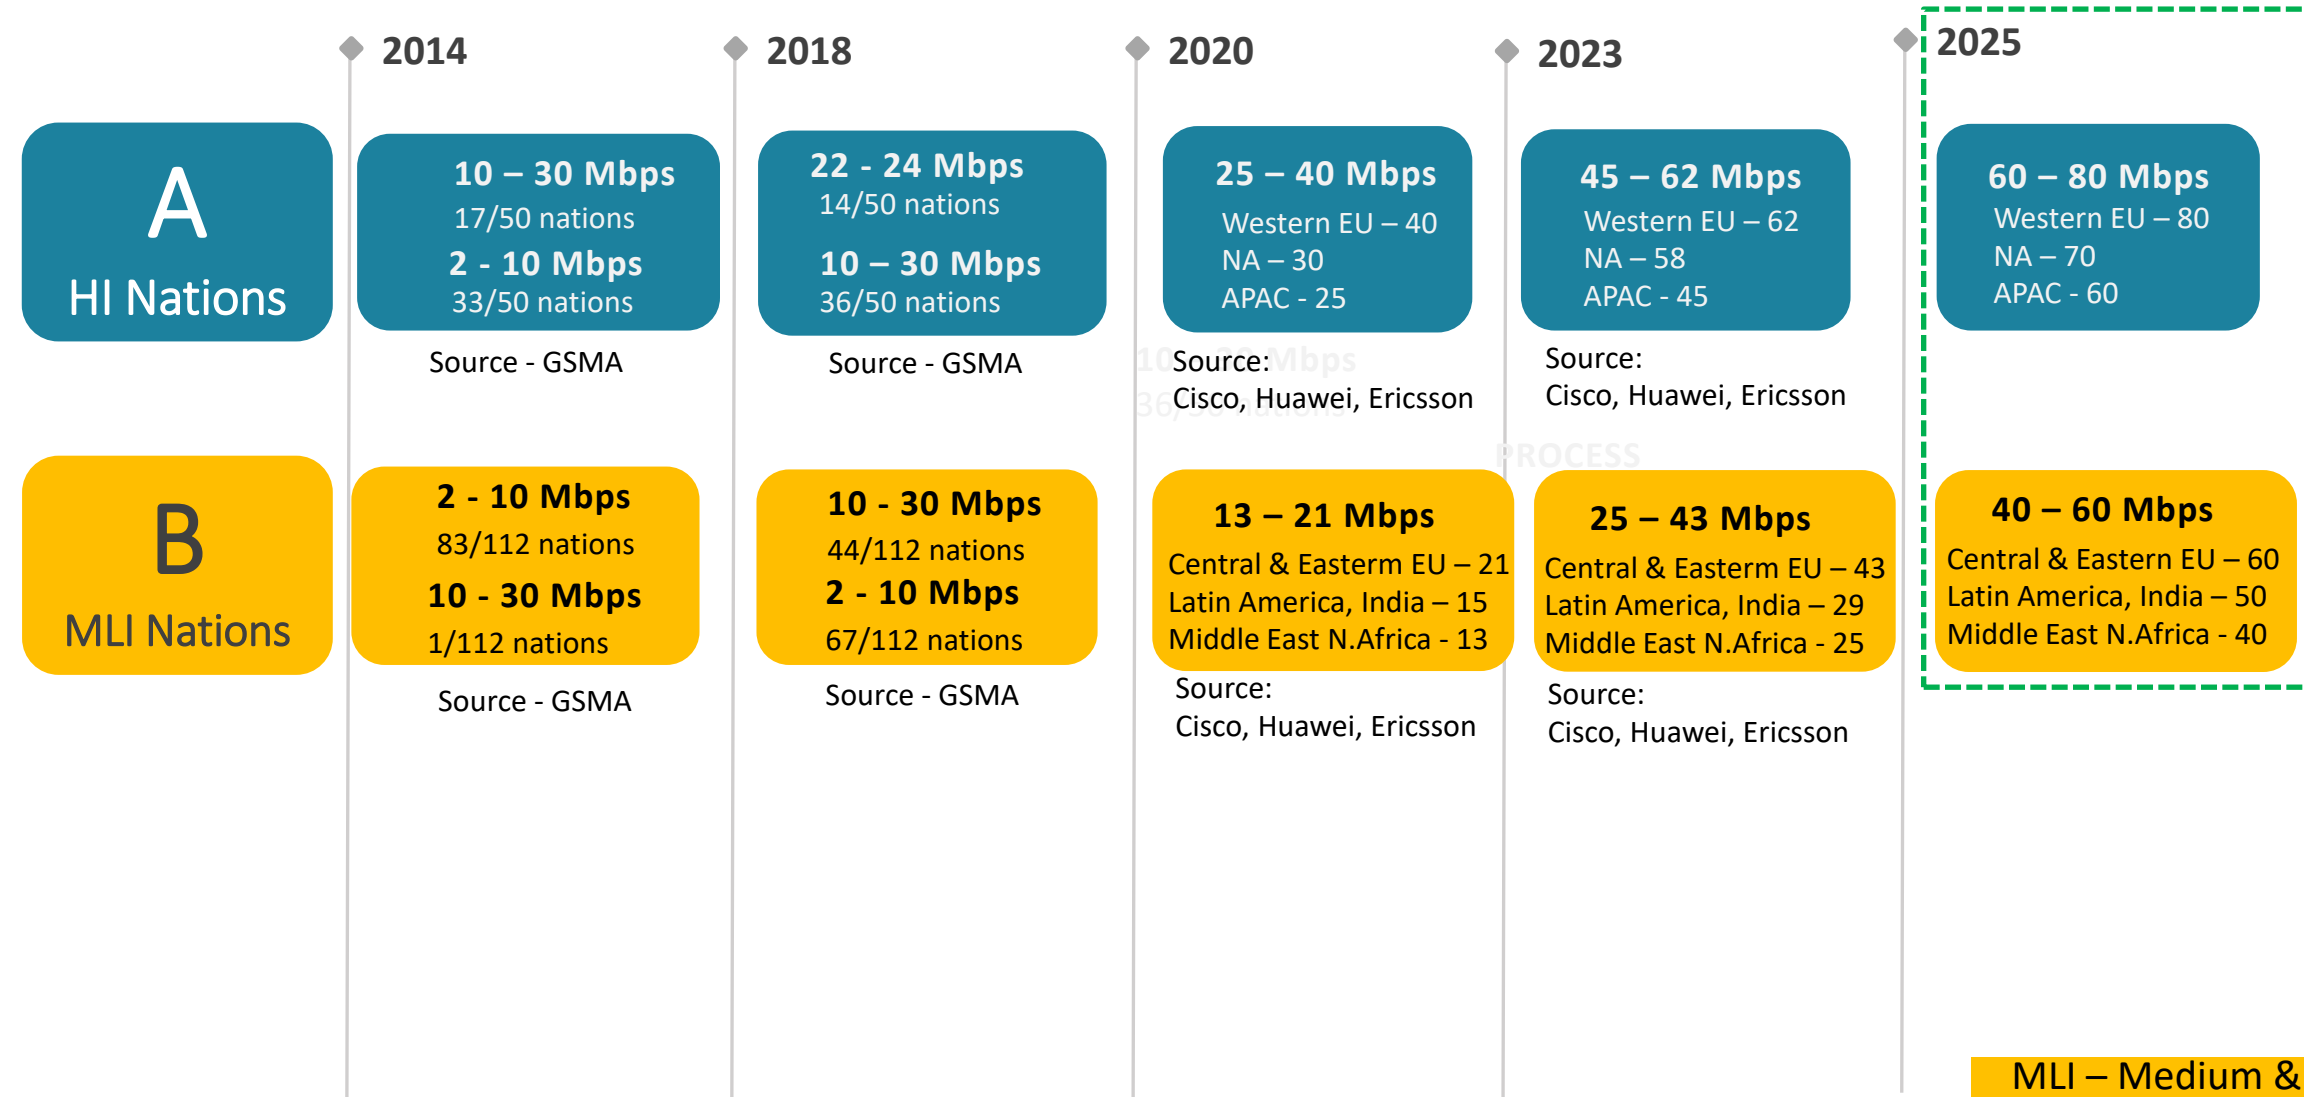 2014
2018
2020
2023
2025
A
HI Nations
10 – 30 Mbps
17/50 nations
2 - 10 Mbps
33/50 nations
Source - GSMA
22 - 24 Mbps
14/50 nations
10 – 30 Mbps
36/50 nations
Source - GSMA
25 – 40 Mbps
Western EU – 40
NA – 30
APAC - 25
Source:
Cisco, Huawei, Ericsson
10 – 30 Mbps
36/50 nations
45 – 62 Mbps
Western EU – 62
NA – 58
APAC - 45
Source:
Cisco, Huawei, Ericsson
PROCESS
60 – 80 Mbps
Western EU – 80
NA – 70
APAC - 60
B
MLI Nations
2 - 10 Mbps
83/112 nations
10 - 30 Mbps
1/112 nations
Source - GSMA
10 - 30 Mbps
44/112 nations
2 - 10 Mbps
67/112 nations
Source - GSMA
13 – 21 Mbps
Central & Easterm EU – 21
Latin America, India – 15
Middle East N.Africa - 13
Source:
Cisco, Huawei, Ericsson
25 – 43 Mbps
Central & Easterm EU – 43
Latin America, India – 29
Middle East N.Africa - 25
Source:
Cisco, Huawei, Ericsson
40 – 60 Mbps
Central & Eastern EU – 60
Latin America, India – 50
Middle East N.Africa - 40
MLI – Medium &